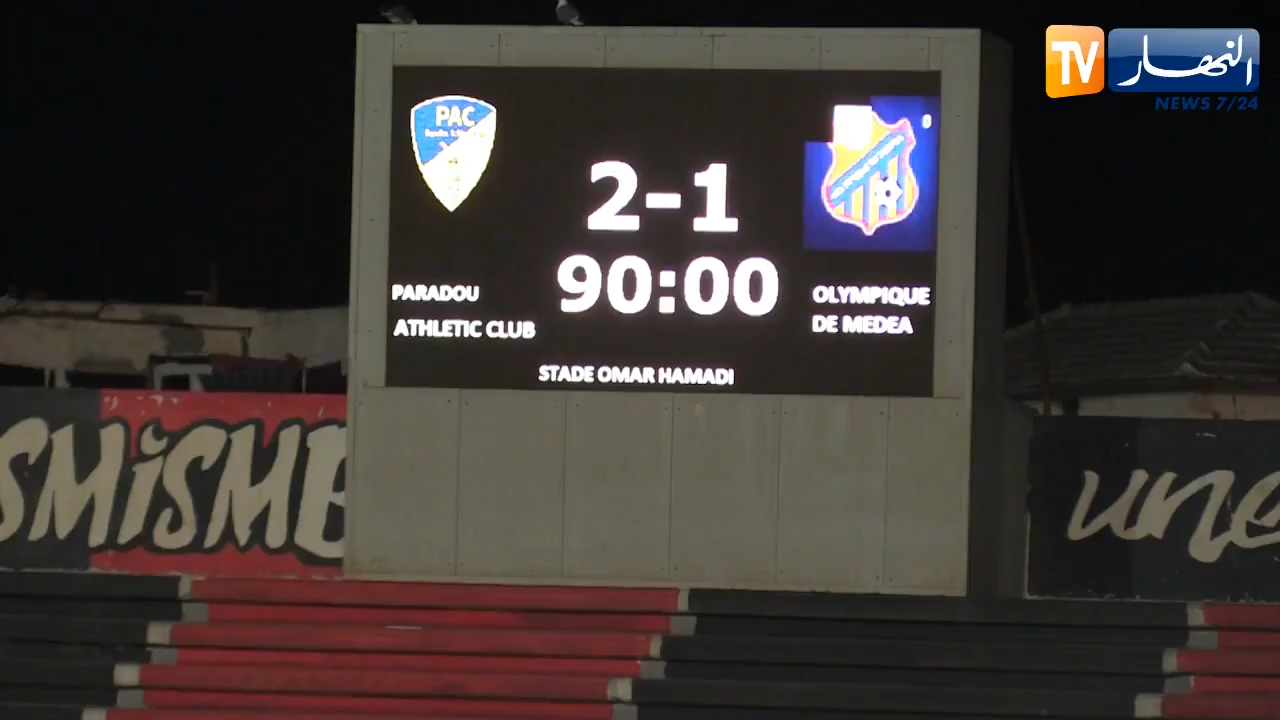 TV النهار
NEWS 7/24
PAC
2-1
90:00
PARADOU
ATHLETIC CLUB
OLYMPIQUE
DE MEDEA
STADE OMAR HAMADI
SMiSME
une